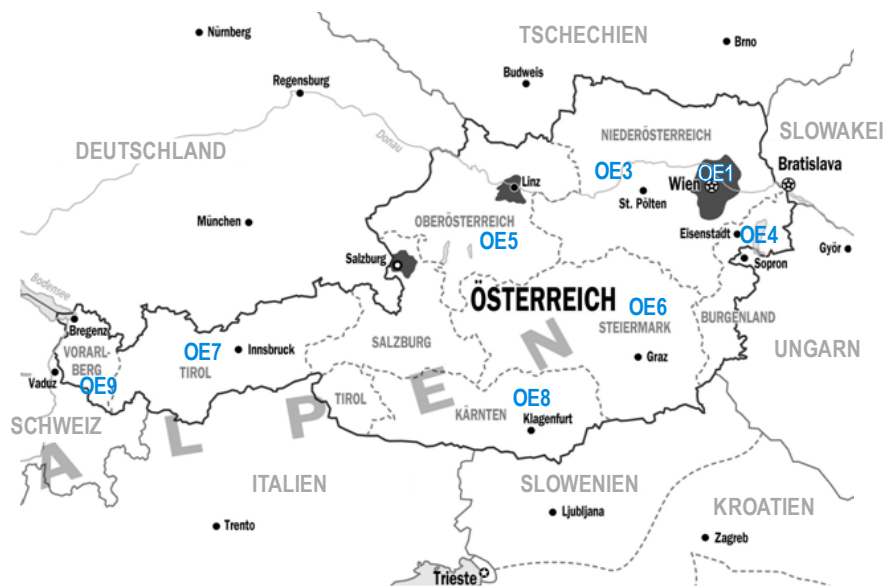 Nürnberg
TSCHECHIEN
Brno
Budweis
Regensburg
DEUTSCHLAND
Donau
NIEDERÖSTERREICH
SLOWAKEI
OE3
OE1
Bratislava
Linz
Wien
St. Pölten
München
OBERÖSTERREICH
OE5
Eisenstadt
OE4
Győr
Salzburg
Sopron
Bodensee
ÖSTERREICH
OE6
Bregenz
BURGENLAND
STEIERMARK
SALZBURG
VORARL-
BERG
OE7
Innsbruck
TIROL
UNGARN
Graz
Vaduz
OE9
TIROL
OE8
KÄRNTEN
Klagenfurt
SCHWEIZ
ALPEN
ITALIEN
SLOWENIEN
KROATIEN
Ljubljana
Trento
Zagreb
Trieste